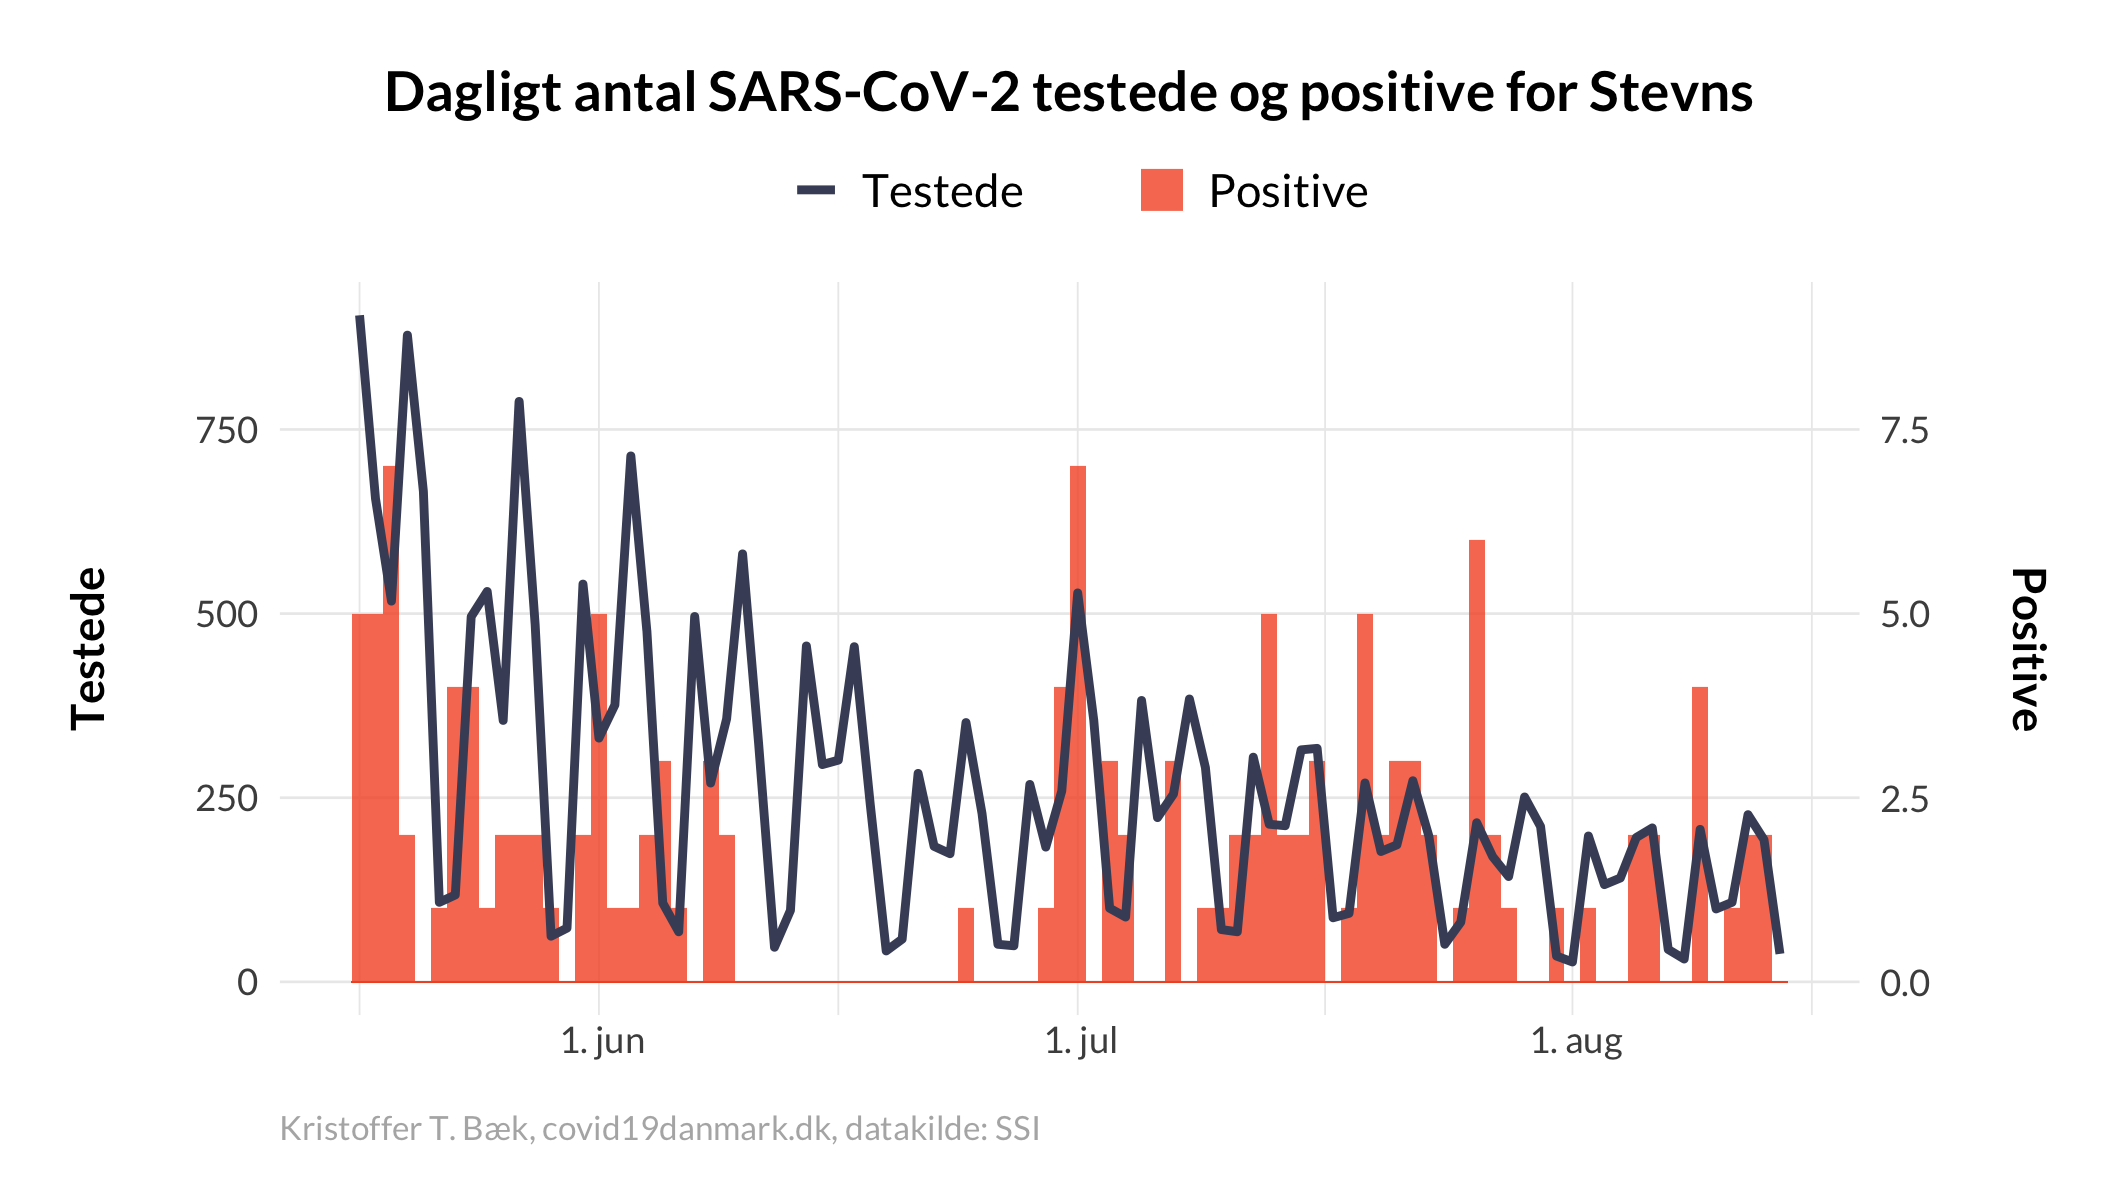 Dagligt antal SARS-CoV-2 testede og positive for Stevns
Testede
Positive
Testede
750
500
250
0
7.5
5.0
2.5
0.0
Positive
1. jun
1. jul
1. aug
Kristoffer T. Bæk, covid19danmark.dk, datakilde: SSI